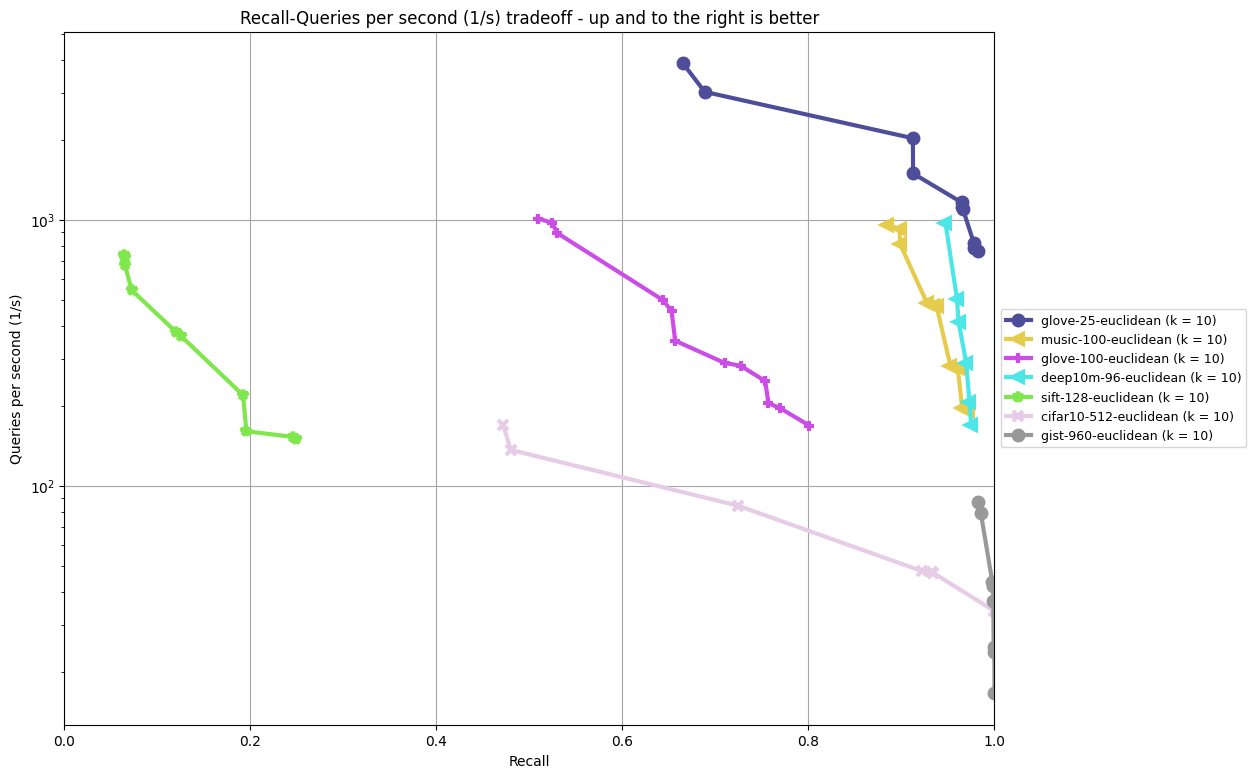 Recall-Queries per second (1/s) tradeoff - up and to the right is better
Queries per second (1/s)
10³
10²
0.0 0.2 0.4 0.6 0.8 1.0
Recall
glove-25-euclidean (k = 10)
music-100-euclidean (k = 10)
glove-100-euclidean (k = 10)
deep10m-96-euclidean (k = 10)
sift-128-euclidean (k = 10)
cifar10-512-euclidean (k = 10)
gist-960-euclidean (k = 10)